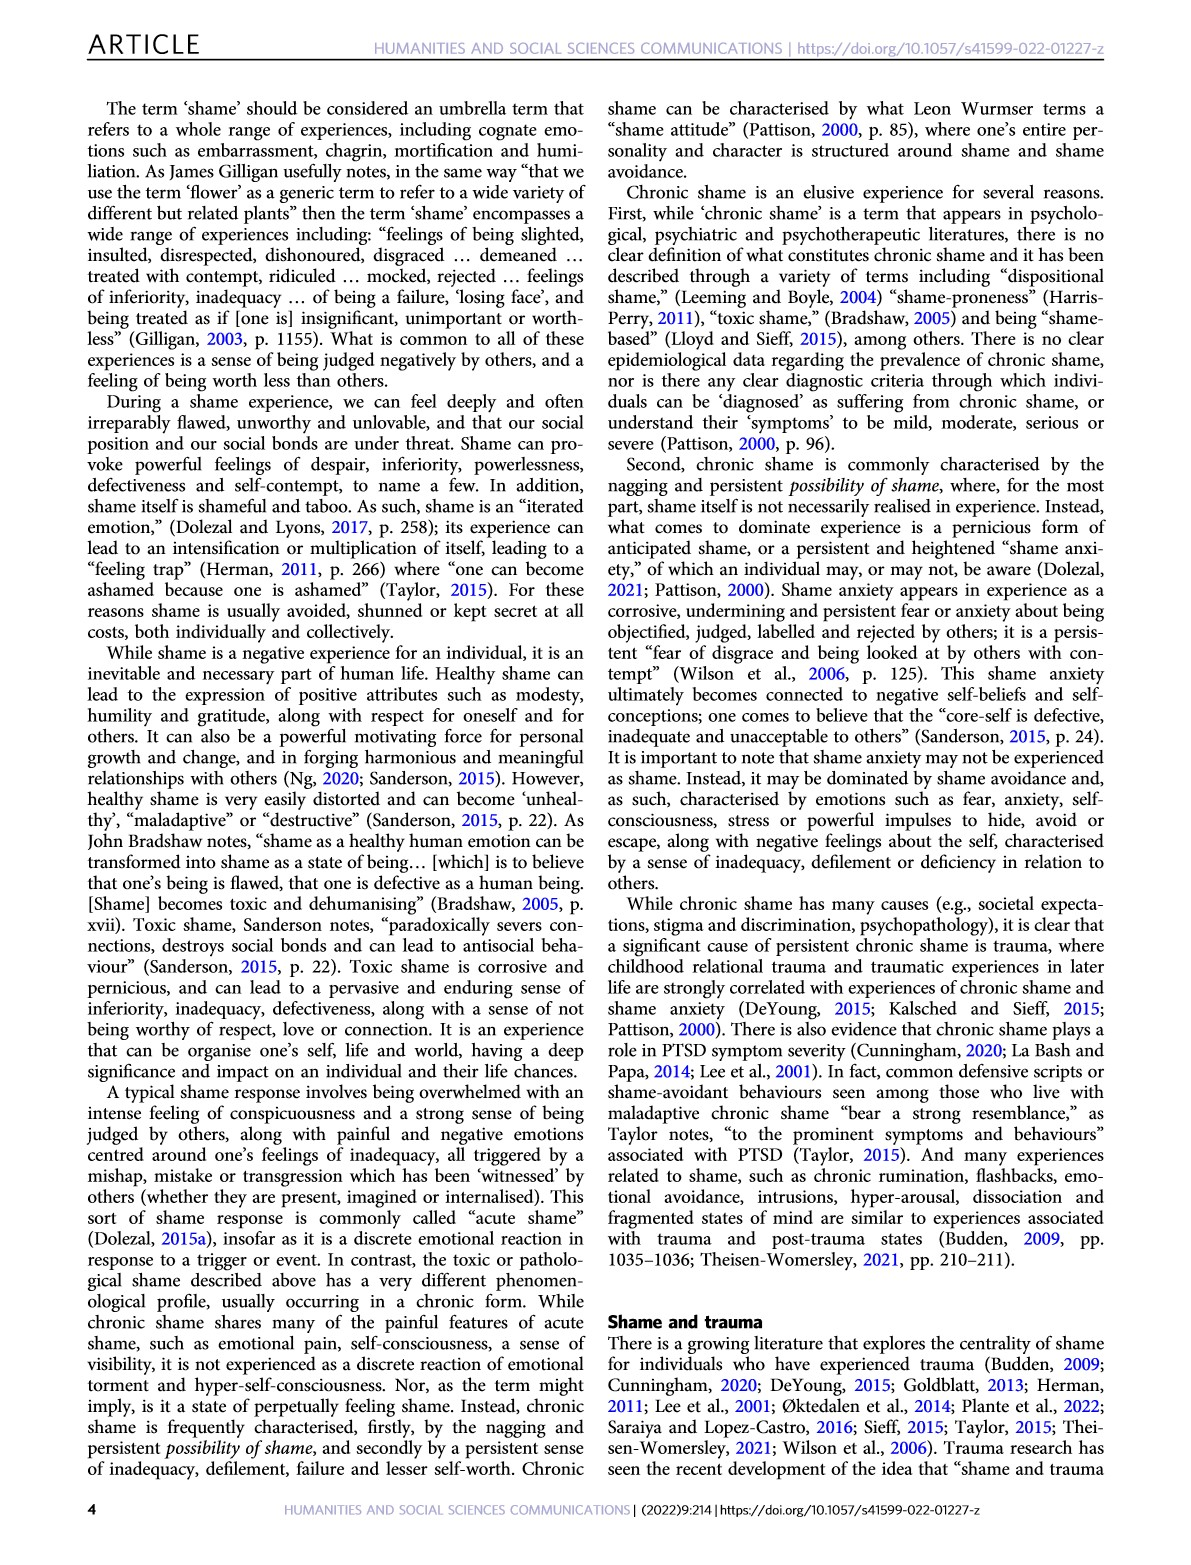 ARTICLE
HUMANITIES AND SOCIAL SCIENCES COMMUNICATIONS | https://doi.org/10.1057/s41599-022-01227-z
The term ‘shame’ should be considered an umbrella term that
refers to a whole range of experiences, including cognate emo-
tions such as embarrassment, chagrin, mortification and humi-
liation. As James Gilligan usefully notes, in the same way “that we
use the term ‘flower’ as a generic term to refer to a wide variety of
different but related plants” then the term ‘shame’ encompasses a
wide range of experiences including: “feelings of being slighted,
insulted, disrespected, dishonoured, disgraced … demeaned …
treated with contempt, ridiculed … mocked, rejected … feelings
of inferiority, inadequacy … of being a failure, ‘losing face’, and
being treated as if [one is] insignificant, unimportant or worth-
less” (Gilligan, 2003, p. 1155). What is common to all of these
experiences is a sense of being judged negatively by others, and a
feeling of being worth less than others.
During a shame experience, we can feel deeply and often
irreparably flawed, unworthy and unlovable, and that our social
position and our social bonds are under threat. Shame can pro-
voke powerful feelings of despair, inferiority, powerlessness,
defectiveness and self-contempt, to name a few. In addition,
shame itself is shameful and taboo. As such, shame is an “iterated
emotion,” (Dolezal and Lyons, 2017, p. 258); its experience can
lead to an intensification or multiplication of itself, leading to a
“feeling trap” (Herman, 2011, p. 266) where “one can become
ashamed because one is ashamed” (Taylor, 2015). For these
reasons shame is usually avoided, shunned or kept secret at all
costs, both individually and collectively.
While shame is a negative experience for an individual, it is an
inevitable and necessary part of human life. Healthy shame can
lead to the expression of positive attributes such as modesty,
humility and gratitude, along with respect for oneself and for
others. It can also be a powerful motivating force for personal
growth and change, and in forging harmonious and meaningful
relationships with others (Ng, 2020; Sanderson, 2015). However,
healthy shame is very easily distorted and can become ‘unheal-
thy’, “maladaptive” or “destructive” (Sanderson, 2015, p. 22). As
John Bradshaw notes, “shame as a healthy human emotion can be
transformed into shame as a state of being… [which] is to believe
that one’s being is flawed, that one is defective as a human being.
[Shame] becomes toxic and dehumanising” (Bradshaw, 2005, p.
xvii). Toxic shame, Sanderson notes, “paradoxically severs con-
nections, destroys social bonds and can lead to antisocial beha-
viour” (Sanderson, 2015, p. 22). Toxic shame is corrosive and
pernicious, and can lead to a pervasive and enduring sense of
inferiority, inadequacy, defectiveness, along with a sense of not
being worthy of respect, love or connection. It is an experience
that can be organise one’s self, life and world, having a deep
significance and impact on an individual and their life chances.
A typical shame response involves being overwhelmed with an
intense feeling of conspicuousness and a strong sense of being
judged by others, along with painful and negative emotions
centred around one’s feelings of inadequacy, all triggered by a
mishap, mistake or transgression which has been ‘witnessed’ by
others (whether they are present, imagined or internalised). This
sort of shame response is commonly called “acute shame”
(Dolezal, 2015a), insofar as it is a discrete emotional reaction in
response to a trigger or event. In contrast, the toxic or patholo-
gical shame described above has a very different phenomen-
ological profile, usually occurring in a chronic form. While
chronic shame shares many of the painful features of acute
shame, such as emotional pain, self-consciousness, a sense of
visibility, it is not experienced as a discrete reaction of emotional
torment and hyper-self-consciousness. Nor, as the term might
imply, is it a state of perpetually feeling shame. Instead, chronic
shame is frequently characterised, firstly, by the nagging and
persistent possibility of shame, and secondly by a persistent sense
of inadequacy, defilement, failure and lesser self-worth. Chronic
shame can be characterised by what Leon Wurmser terms a
“shame attitude” (Pattison, 2000, p. 85), where one’s entire per-
sonality and character is structured around shame and shame
avoidance.
Chronic shame is an elusive experience for several reasons.
First, while ‘chronic shame’ is a term that appears in psycholo-
gical, psychiatric and psychotherapeutic literatures, there is no
clear definition of what constitutes chronic shame and it has been
described through a variety of terms including “dispositional
shame,” (Leeming and Boyle, 2004) “shame-proneness” (Harris-
Perry, 2011), “toxic shame,” (Bradshaw, 2005) and being “shame-
based” (Lloyd and Sieff, 2015), among others. There is no clear
epidemiological data regarding the prevalence of chronic shame,
nor is there any clear diagnostic criteria through which indivi-
duals can be ‘diagnosed’ as suffering from chronic shame, or
understand their ‘symptoms’ to be mild, moderate, serious or
severe (Pattison, 2000, p. 96).
Second, chronic shame is commonly characterised by the
nagging and persistent possibility of shame, where, for the most
part, shame itself is not necessarily realised in experience. Instead,
what comes to dominate experience is a pernicious form of
anticipated shame, or a persistent and heightened “shame anxi-
ety,” of which an individual may, or may not, be aware (Dolezal,
2021; Pattison, 2000). Shame anxiety appears in experience as a
corrosive, undermining and persistent fear or anxiety about being
objectified, judged, labelled and rejected by others; it is a persis-
tent “fear of disgrace and being looked at by others with con-
tempt” (Wilson et al., 2006, p. 125). This shame anxiety
ultimately becomes connected to negative self-beliefs and self-
conceptions; one comes to believe that the “core-self is defective,
inadequate and unacceptable to others” (Sanderson, 2015, p. 24).
It is important to note that shame anxiety may not be experienced
as shame. Instead, it may be dominated by shame avoidance and,
as such, characterised by emotions such as fear, anxiety, self-
consciousness, stress or powerful impulses to hide, avoid or
escape, along with negative feelings about the self, characterised
by a sense of inadequacy, defilement or deficiency in relation to
others.
While chronic shame has many causes (e.g., societal expecta-
tions, stigma and discrimination, psychopathology), it is clear that
a significant cause of persistent chronic shame is trauma, where
childhood relational trauma and traumatic experiences in later
life are strongly correlated with experiences of chronic shame and
shame anxiety (DeYoung, 2015; Kalsched and Sieff, 2015;
Pattison, 2000). There is also evidence that chronic shame plays a
role in PTSD symptom severity (Cunningham, 2020; La Bash and
Papa, 2014; Lee et al., 2001). In fact, common defensive scripts or
shame-avoidant behaviours seen among those who live with
maladaptive chronic shame “bear a strong resemblance,” as
Taylor notes, “to the prominent symptoms and behaviours”
associated with PTSD (Taylor, 2015). And many experiences
related to shame, such as chronic rumination, flashbacks, emo-
tional avoidance, intrusions, hyper-arousal, dissociation and
fragmented states of mind are similar to experiences associated
with trauma and post-trauma states (Budden, 2009, pp.
1035–1036; Theisen-Womersley, 2021, pp. 210–211).
Shame and trauma
There is a growing literature that explores the centrality of shame
for individuals who have experienced trauma (Budden, 2009;
Cunningham, 2020; DeYoung, 2015; Goldblatt, 2013; Herman,
2011; Lee et al., 2001; Øktedalen et al., 2014; Plante et al., 2022;
Saraiya and Lopez-Castro, 2016; Sieff, 2015; Taylor, 2015; Thei-
sen-Womersley, 2021; Wilson et al., 2006). Trauma research has
seen the recent development of the idea that “shame and trauma
4
HUMANITIES AND SOCIAL SCIENCES COMMUNICATIONS | (2022)9:214 | https://doi.org/10.1057/s41599-022-01227-z